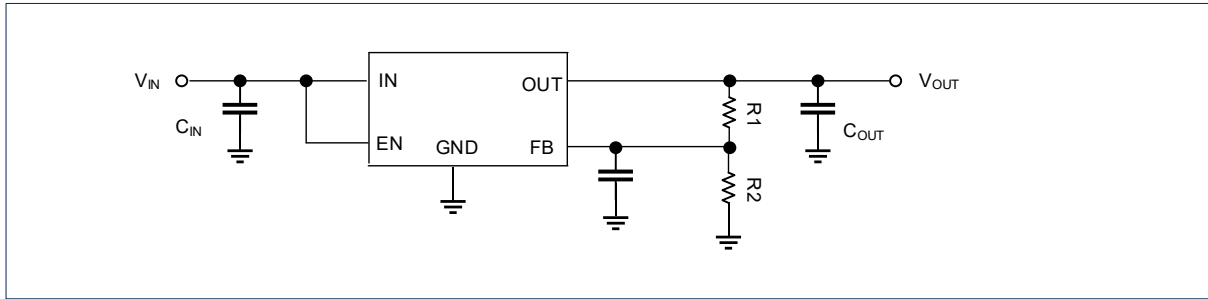 VIN
IN
OUT
VOUT
CIN
R1
COUT
EN
GND
FB
R2